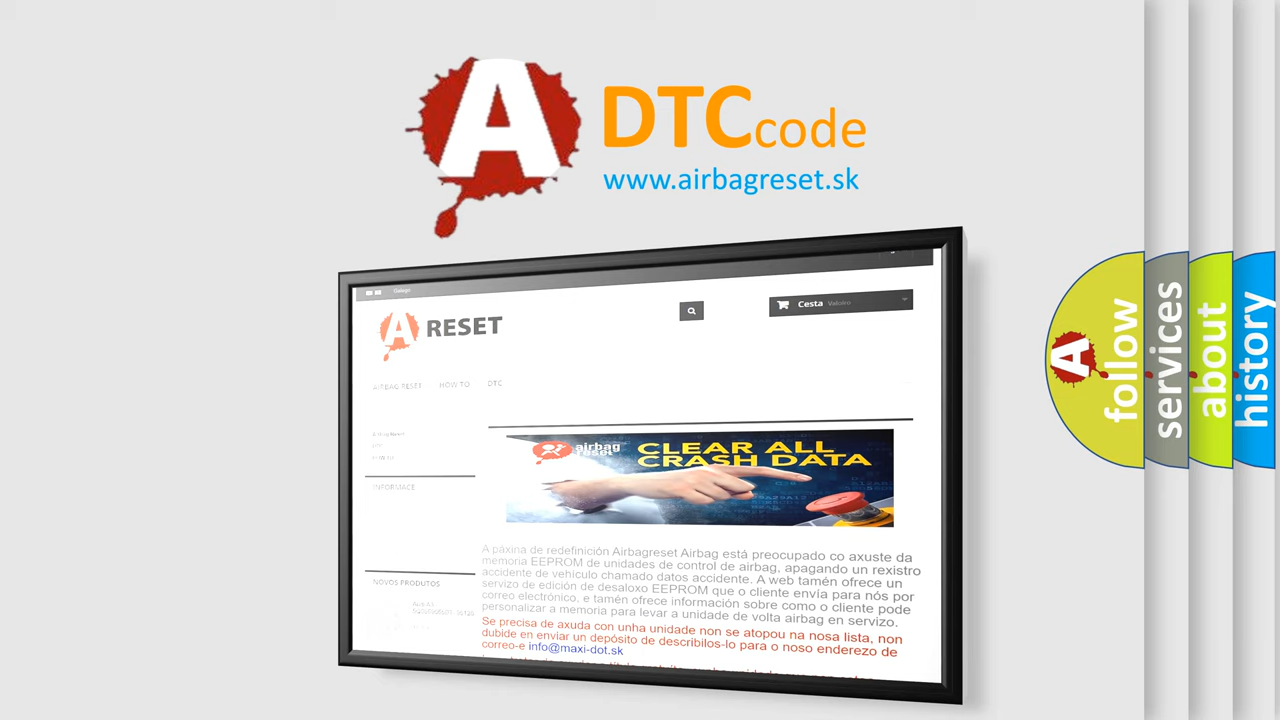 A
DTCcode
www.airbagreset.sk
Galego
A RESET
Cesta
AIRBAG RESET HOW TO DTC
INFORMACE
airbag
reset
CLEAR ALL
CRASH DATA
A páxina de redefinición Airbagreset Airbag está preocupado co axuste da
memoria EEPROM de unidades de control de airbag, apagando un rexistro
accidente de vehículo chamado datos accidente. A web tamén ofrece un
servizo de edición de desaloxo EEPROM que o cliente envía para nós por
correo electrónico, e tamén ofrece información sobre como o cliente pode
personalizar a memoria para levar a unidade de volta airbag en servizo.
Se precisa de axuda con unha unidade non se atopou na nosa lista, non
dubide en enviar un depósito de describilos-lo para o noso enderezo de
correo-e info@maxi-dot.sk
NOVOS PRODUTOS
A
follow
services
about
history